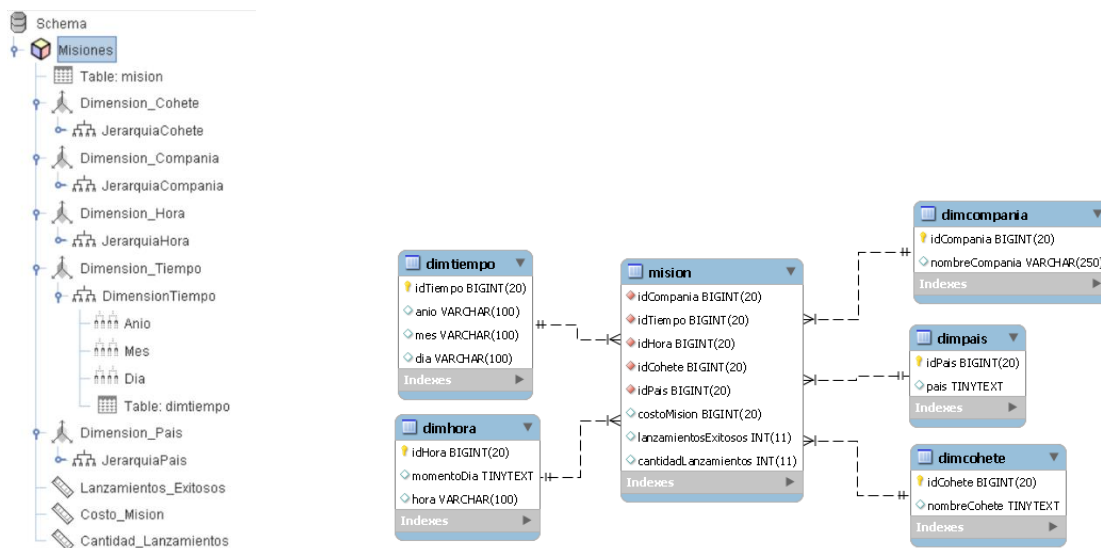 Schema
Misiones
Table: mision
Dimension_Cohete
JerarquiaCohete
Dimension_Compania
JerarquiaCompania
Dimension_Hora
JerarquiaHora
Dimension_Tiempo
DimensionTiempo
Anio
Mes
Dia
Table: dimtiempo
Dimension_Pais
JerarquiaPais
Lanzamientos_Exitosos
Costo_Mision
Cantidad_Lanzamientos
dimtiempo
idTiempo BIGINT(20)
anio VARCHAR(100)
mes VARCHAR(100)
dia VARCHAR(100)
Indexes
dimhora
idHora BIGINT(20)
momentoDia TINYTEXT
hora VARCHAR(100)
Indexes
mision
idCompania BIGINT(20)
idTiempo BIGINT(20)
idHora BIGINT(20)
idCohete BIGINT(20)
idPais BIGINT(20)
costoMision BIGINT(20)
lanzamientosExitosos INT(11)
cantidadLanzamientos INT(11)
Indexes
dimcompania
idCompania BIGINT(20)
nombreCompania VARCHAR(250)
Indexes
dimpais
idPais BIGINT(20)
pais TINYTEXT
Indexes
dimcohete
idCohete BIGINT(20)
nombreCohete TINYTEXT
Indexes